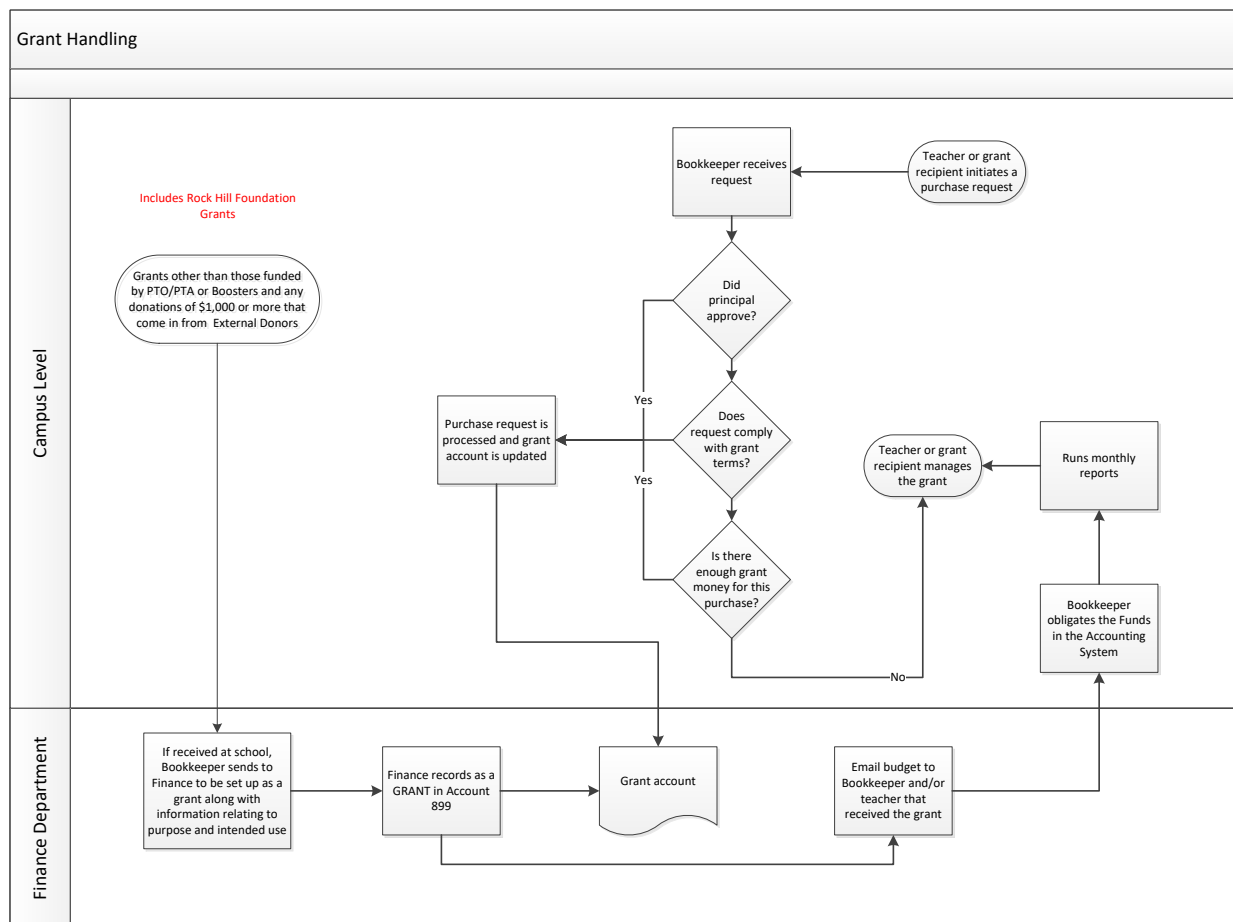 Grant Handling
Campus Level
Includes Rock Hill Foundation
Grants
Grants other than those funded
by PTO/PTA or Boosters and any
donations of $1,000 or more that
come in from External Donors
Bookkeeper receives
request
Teacher or grant
recipient initiates a
purchase request
Did
principal
approve?
Yes
Purchase request is
processed and grant
account is updated
Does
request comply
with grant
terms?
Yes
Teacher or grant
recipient manages
the grant
Runs monthly
reports
Is there
enough grant
money for this
purchase?
No
Bookkeeper
obligates the Funds
in the Accounting
System
Finance Department
If received at school,
Bookkeeper sends to
Finance to be set up as a
grant along with
information relating to
purpose and intended use
Finance records as a
GRANT in Account
899
Grant account
Email budget to
Bookkeeper and/or
teacher that
received the grant